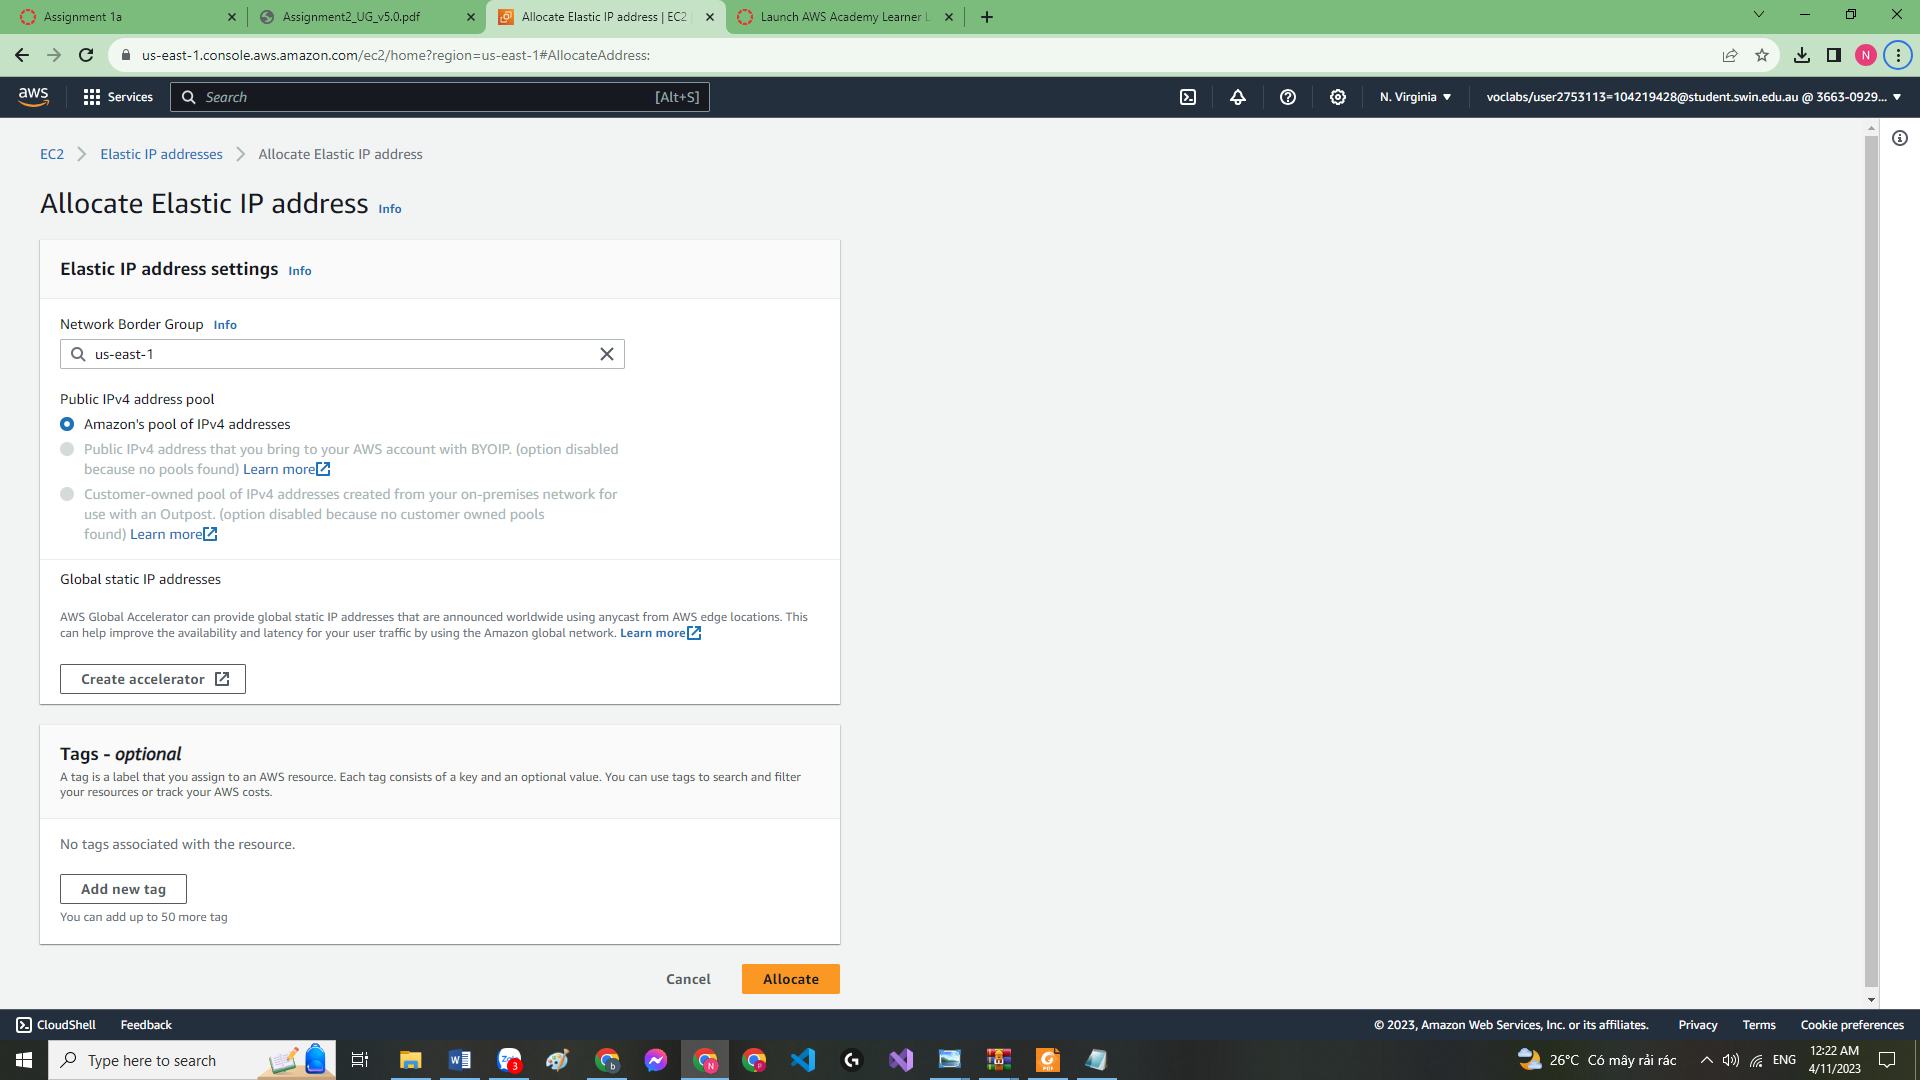 Assignment 1a
Assignment2_UG_v5.0.pdf
Allocate Elastic IP address | EC2
Launch AWS Academy Learner L
us-east-1.console.aws.amazon.com/ec2/home?region=us-east-1#AllocateAddress:
N
aws
Services
Search
[Alt+S]
N. Virginia
voclabs/user2753113=104219428@student.swin.edu.au @ 3663-0929...
EC2
Elastic IP addresses
Allocate Elastic IP address
Allocate Elastic IP address Info
Elastic IP address settings Info
Network Border Group Info
us-east-1
Public IPv4 address pool
Amazon's pool of IPv4 addresses
Public IPv4 address that you bring to your AWS account with BYOIP. (option disabled
because no pools found) Learn more
Customer-owned pool of IPv4 addresses created from your on-premises network for
use with an Outpost. (option disabled because no customer owned pools
found) Learn more
Global static IP addresses
AWS Global Accelerator can provide global static IP addresses that are announced worldwide using anycast from AWS edge locations. This
can help improve the availability and latency for your user traffic by using the Amazon global network. Learn more
Create accelerator
Tags - optional
A tag is a label that you assign to an AWS resource. Each tag consists of a key and an optional value. You can use tags to search and filter
your resources or track your AWS costs.
No tags associated with the resource.
Add new tag
You can add up to 50 more tag
Cancel
Allocate
CloudShell
Feedback
© 2023, Amazon Web Services, Inc. or its affiliates.
Privacy
Terms
Cookie preferences
Type here to search
26°C Có mây rải rác
ENG
12:22 AM
4/11/2023